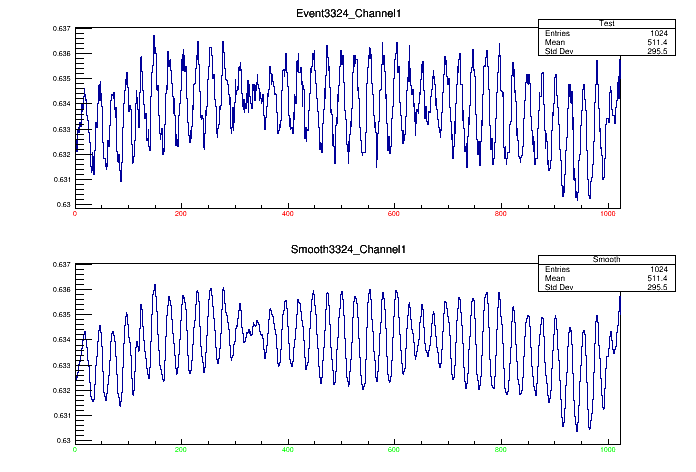 Event3324_Channel1
Test
Entries 1024
Mean 511.4
Std Dev 295.5
0.637
0.636
0.635
0.634
0.633
0.632
0.631
0.63
0 200 400 600 800 1000
Smooth3324_Channel1
Smooth
Entries 1024
Mean 511.4
Std Dev 295.5
0.637
0.636
0.635
0.634
0.633
0.632
0.631
0.63
0 200 400 600 800 1000